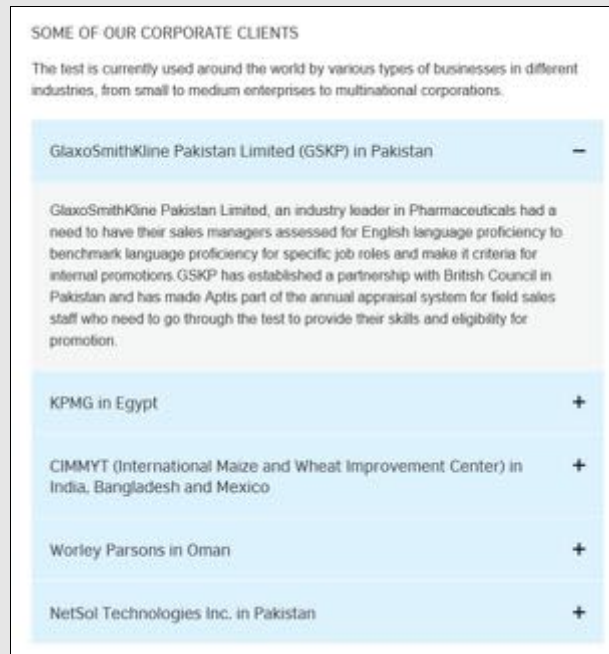 SOME OF OUR CORPORATE CLIENTS
The test is currently used around the world by various types of businesses in different
industries, from small to medium enterprises to multinational corporations.
GlaxoSmithKline Pakistan Limited (GSKP) in Pakistan −
GlaxoSmithKline Pakistan Limited, an industry leader in Pharmaceuticals had a
need to have their sales managers assessed for English language proficiency to
benchmark language proficiency for specific job roles and make it criteria for
internal promotions.GSKP has established a partnership with British Council in
Pakistan and has made Aptis part of the annual appraisal system for field sales
staff who need to go through the test to provide their skills and eligibility for
promotion.
KPMG in Egypt +
CIMMYT (International Maize and Wheat Improvement Center) in +
India, Bangladesh and Mexico
Worley Parsons in Oman +
NetSol Technologies Inc. in Pakistan +